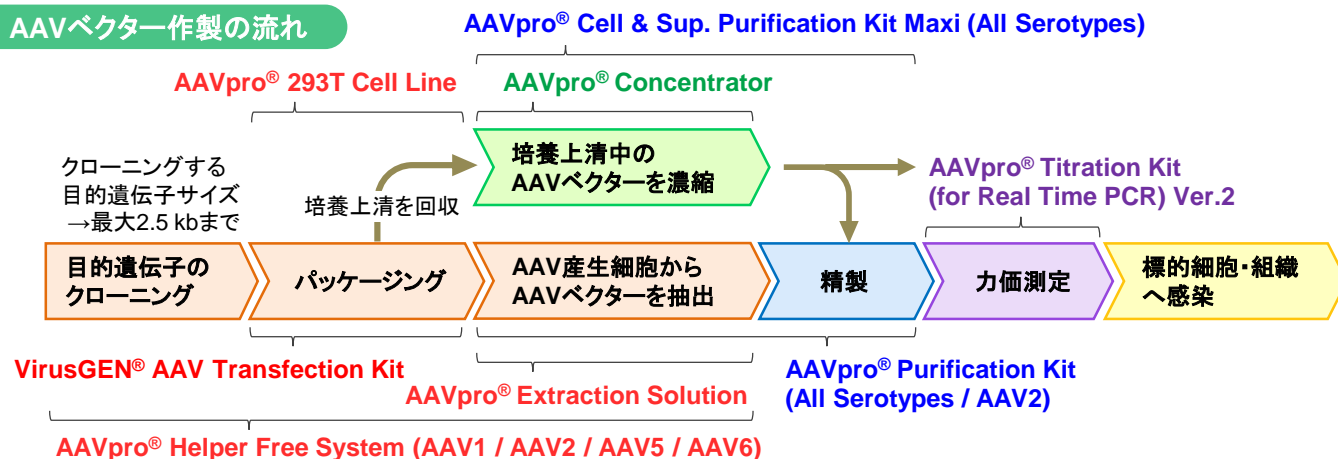 AAVベクター作製の流れ
AAVpro® Cell & Sup. Purification Kit Maxi (All Serotypes)
AAVpro® 293T Cell Line
AAVpro® Concentrator
クローニングする
目的遺伝子サイズ
→最大2.5 kbまで
培養上清を回収
培養上清中の
AAVベクターを濃縮
AAVpro® Titration Kit
(for Real Time PCR) Ver.2
目的遺伝子の
クローニング
パッケージング
AAV産生細胞から
AAVベクターを抽出
精製
力価測定
標的細胞・組織
へ感染
VirusGEN® AAV Transfection Kit
AAVpro® Extraction Solution
AAVpro® Purification Kit
(All Serotypes / AAV2)
AAVpro® Helper Free System (AAV1 / AAV2 / AAV5 / AAV6)